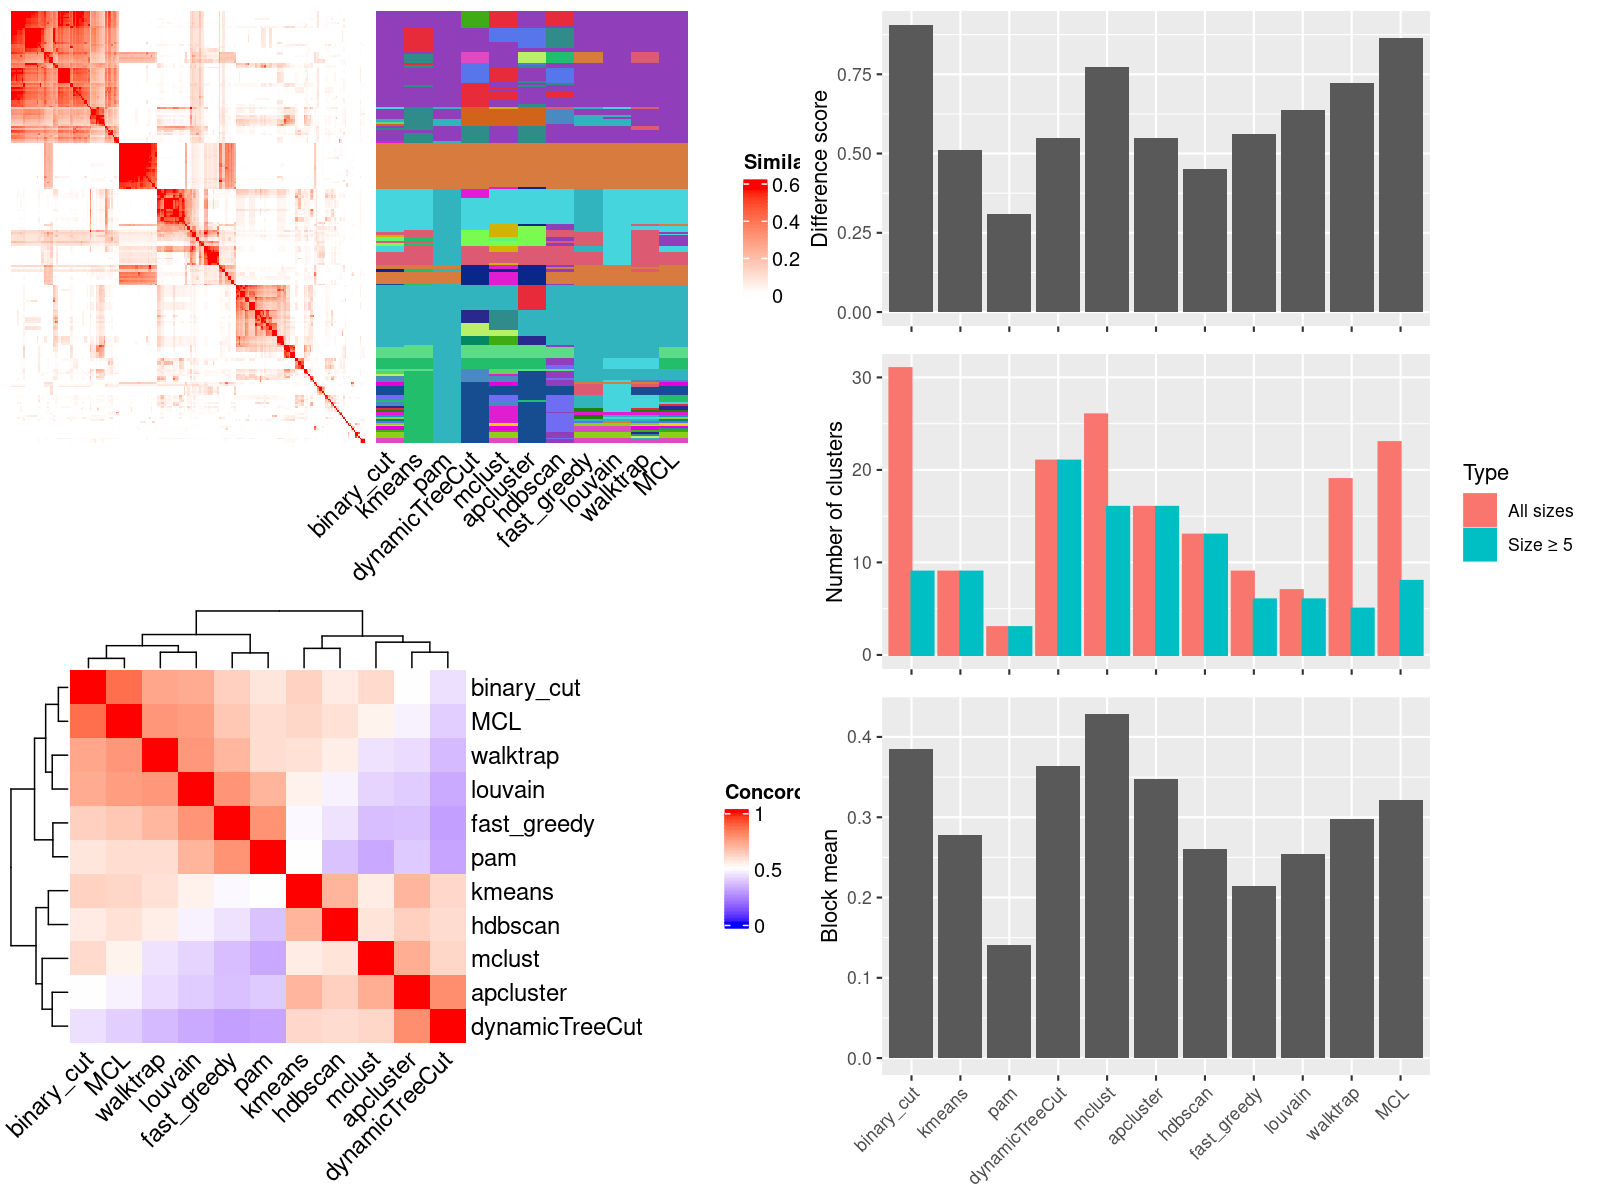 Simila
0.6
0.4
0.2
0
binary_cut
kmeans
pam
dynamicTreeCut
mclust
apcluster
hdbscan
fast_greedy
louvain
walktrap
MCL
Difference score
0.75
0.50
0.25
0.00
Number of clusters
30
20
10
0
Type
All sizes
Size ≥ 5
binary_cut
MCL
walktrap
louvain
fast_greedy
pam
kmeans
hdbscan
mclust
apcluster
dynamicTreeCut
binary_cut
MCL
walktrap
louvain
fast_greedy
pam
kmeans
hdbscan
mclust
apcluster
dynamicTreeCut
Concord
1
0.5
0
Block mean
0.4
0.3
0.2
0.1
0.0
binary_cut
kmeans
pam
dynamicTreeCut
mclust
apcluster
hdbscan
fast_greedy
louvain
walktrap
MCL